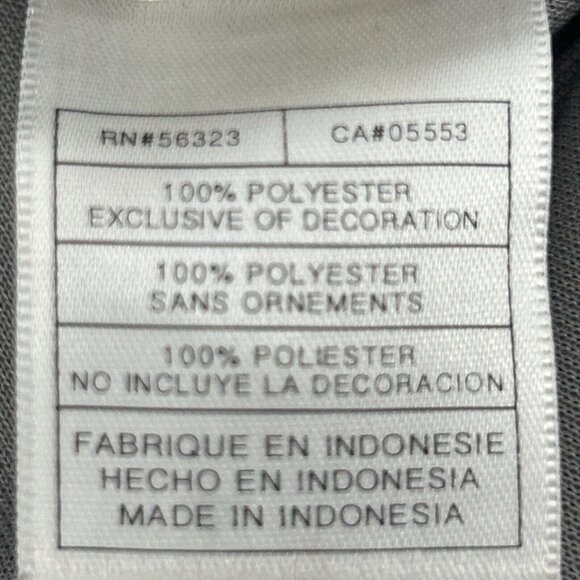 RN#56323 CA#05553
100% POLYESTER
EXCLUSIVE OF DECORATION
100% POLYESTER
SANS ORNEMENTS
100% POLIESTER
NO INCLUYE LA DECORACION
FABRIQUE EN INDONESIE
HECHO EN INDONESIA
MADE IN INDONESIA